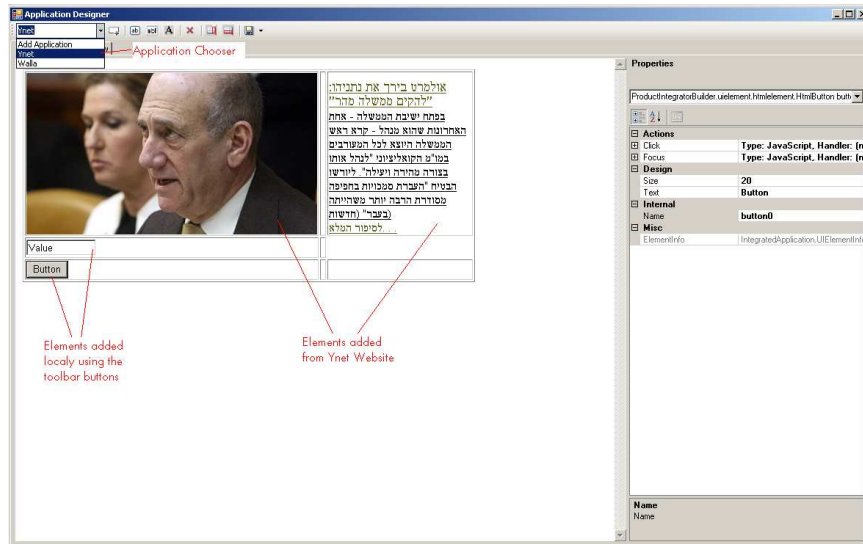 Application Designer
Ynet
Add Application
Ynet
Walla
Application Chooser
אולמרט בירך את נתניהו:
"להקים ממשלה מהר"
בפתח ישיבת הממשלה - אחת
האחרונות שהוא מנהל - קרא ראש
הממשלה היוצא לכל המעורבים
במו"מ הקואליציוני "לנהל אותו
בצורה מהירה ויעילה". ליורשו
הבטיח "העברת סמכויות בחפיפה
מסודרת הרבה יותר משהייתה
בעבר" (חדשות)
לסיפור המלא...
Value
Button
Elements added
localy using the
toolbar buttons
Elements added
from Ynet Website
Properties
ProductIntegratorBuilder.uielement.htmlelement.HtmlButton butto
Actions
Click Type: JavaScript, Handler: (n
Focus Type: JavaScript, Handler: (n
Design
Size 20
Text Button
Internal
Name button0
Misc
ElementInfo IntegratedApplication.UIElementInfo
Name
Name